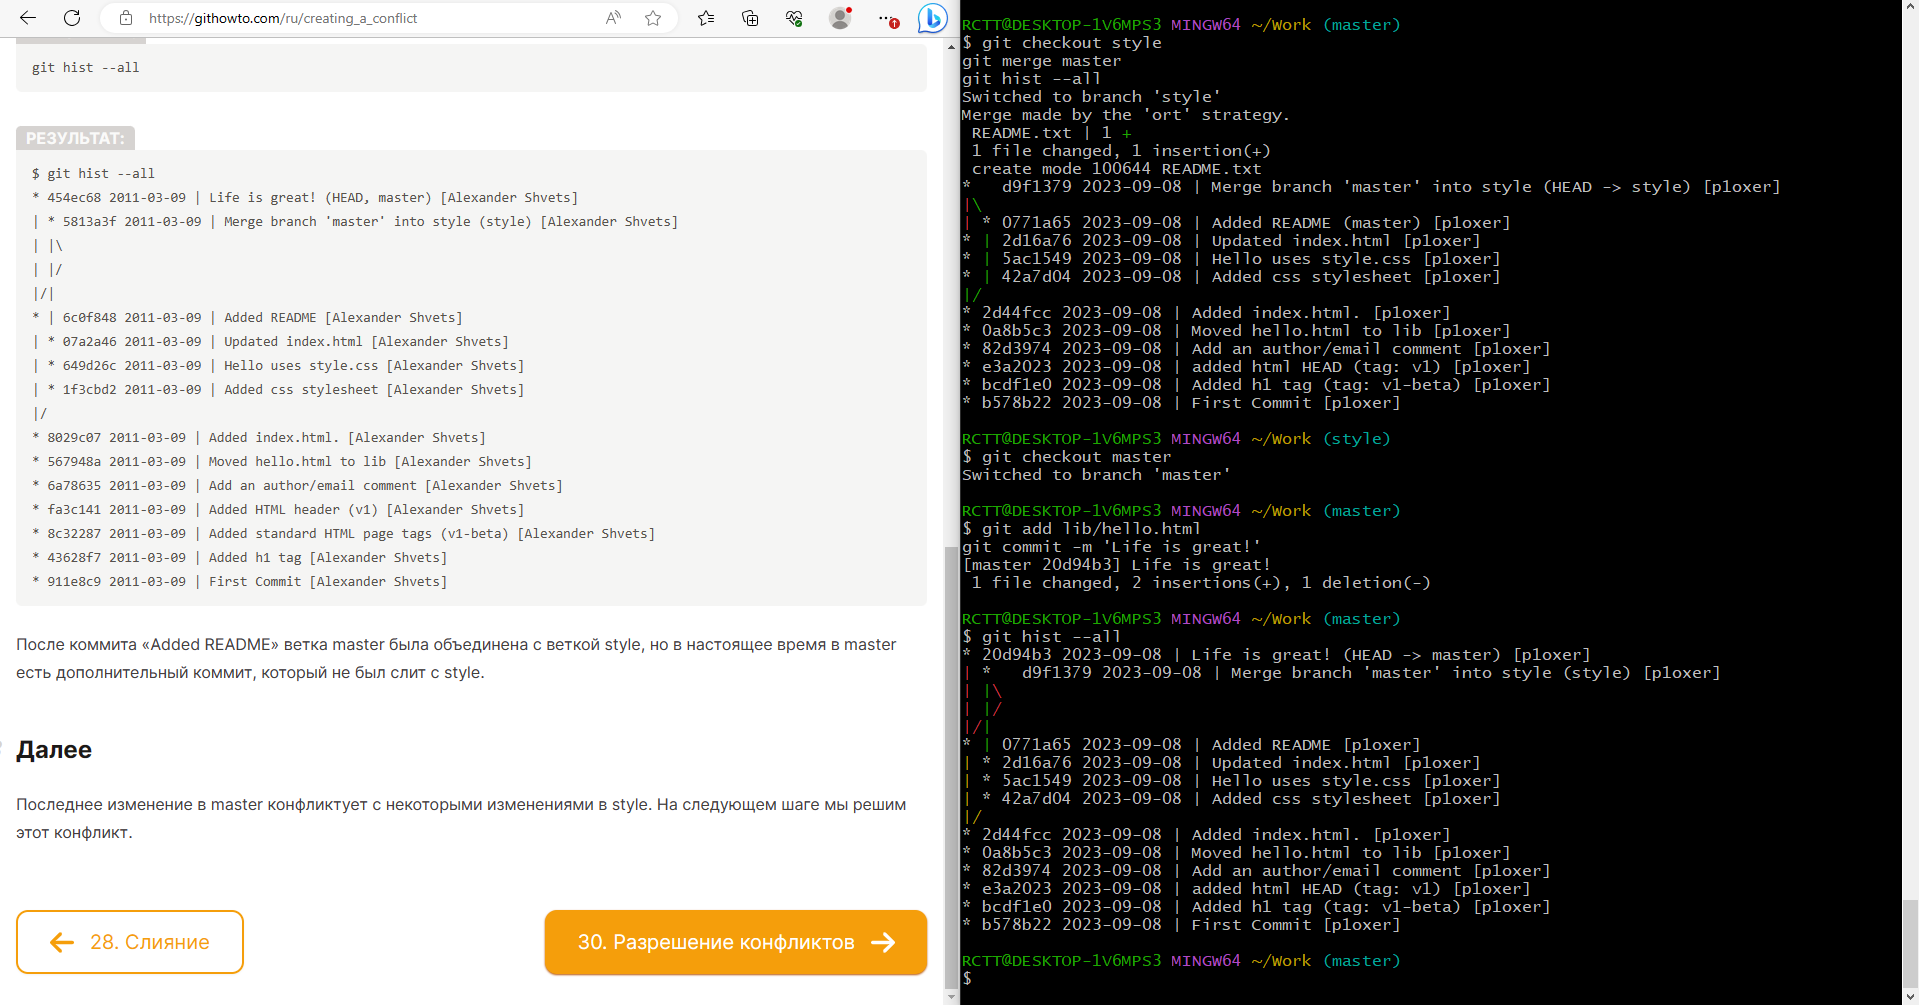 https://githowto.com/ru/creating_a_conflict
git hist --all
РЕЗУЛЬТАТ:
$ git hist --all
* 454ec68 2011-03-09 | Life is great! (HEAD, master) [Alexander Shvets]
| * 5813a3f 2011-03-09 | Merge branch 'master' into style (style) [Alexander Shvets]
| |\
| |/
|/|
* | 6c0f848 2011-03-09 | Added README [Alexander Shvets]
| * 07a2a46 2011-03-09 | Updated index.html [Alexander Shvets]
| * 649d26c 2011-03-09 | Hello uses style.css [Alexander Shvets]
| * 1f3cbd2 2011-03-09 | Added css stylesheet [Alexander Shvets]
|/
* 8029c07 2011-03-09 | Added index.html. [Alexander Shvets]
* 567948a 2011-03-09 | Moved hello.html to lib [Alexander Shvets]
* 6a78635 2011-03-09 | Add an author/email comment [Alexander Shvets]
* fa3c141 2011-03-09 | Added HTML header (v1) [Alexander Shvets]
* 8c32287 2011-03-09 | Added standard HTML page tags (v1-beta) [Alexander Shvets]
* 43628f7 2011-03-09 | Added h1 tag [Alexander Shvets]
* 911e8c9 2011-03-09 | First Commit [Alexander Shvets]
После коммита «Added README» ветка master была объединена с веткой style, но в настоящее время в master
есть дополнительный коммит, который не был слит с style.
Далее
Последнее изменение в master конфликтует с некоторыми изменениями в style. На следующем шаге мы решим
этот конфликт.
28. Слияние
30. Разрешение конфликтов
RCTT@DESKTOP-1V6MPS3 MINGW64 ~/Work (master)
$ git checkout style
git merge master
git hist --all
Switched to branch 'style'
Merge made by the 'ort' strategy.
 README.txt | 1 +
 1 file changed, 1 insertion(+)
 create mode 100644 README.txt
*   d9f1379 2023-09-08 | Merge branch 'master' into style (HEAD -> style) [p1oxer]
|\
| * 0771a65 2023-09-08 | Added README (master) [p1oxer]
* | 2d16a76 2023-09-08 | Updated index.html [p1oxer]
* | 5ac1549 2023-09-08 | Hello uses style.css [p1oxer]
* | 42a7d04 2023-09-08 | Added css stylesheet [p1oxer]
|/
* 2d44fcc 2023-09-08 | Added index.html. [p1oxer]
* 0a8b5c3 2023-09-08 | Moved hello.html to lib [p1oxer]
* 82d3974 2023-09-08 | Add an author/email comment [p1oxer]
* e3a2023 2023-09-08 | added html HEAD (tag: v1) [p1oxer]
* bcdf1e0 2023-09-08 | Added h1 tag (tag: v1-beta) [p1oxer]
* b578b22 2023-09-08 | First Commit [p1oxer]
RCTT@DESKTOP-1V6MPS3 MINGW64 ~/Work (style)
$ git checkout master
Switched to branch 'master'
RCTT@DESKTOP-1V6MPS3 MINGW64 ~/Work (master)
$ git add lib/hello.html
git commit -m 'Life is great!'
[master 20d94b3] Life is great!
 1 file changed, 2 insertions(+), 1 deletion(-)
RCTT@DESKTOP-1V6MPS3 MINGW64 ~/Work (master)
$ git hist --all
* 20d94b3 2023-09-08 | Life is great! (HEAD -> master) [p1oxer]
| *   d9f1379 2023-09-08 | Merge branch 'master' into style (style) [p1oxer]
| |\
| |/
|/|
* | 0771a65 2023-09-08 | Added README [p1oxer]
| * 2d16a76 2023-09-08 | Updated index.html [p1oxer]
| * 5ac1549 2023-09-08 | Hello uses style.css [p1oxer]
| * 42a7d04 2023-09-08 | Added css stylesheet [p1oxer]
|/
* 2d44fcc 2023-09-08 | Added index.html. [p1oxer]
* 0a8b5c3 2023-09-08 | Moved hello.html to lib [p1oxer]
* 82d3974 2023-09-08 | Add an author/email comment [p1oxer]
* e3a2023 2023-09-08 | added html HEAD (tag: v1) [p1oxer]
* bcdf1e0 2023-09-08 | Added h1 tag (tag: v1-beta) [p1oxer]
* b578b22 2023-09-08 | First Commit [p1oxer]
RCTT@DESKTOP-1V6MPS3 MINGW64 ~/Work (master)
$